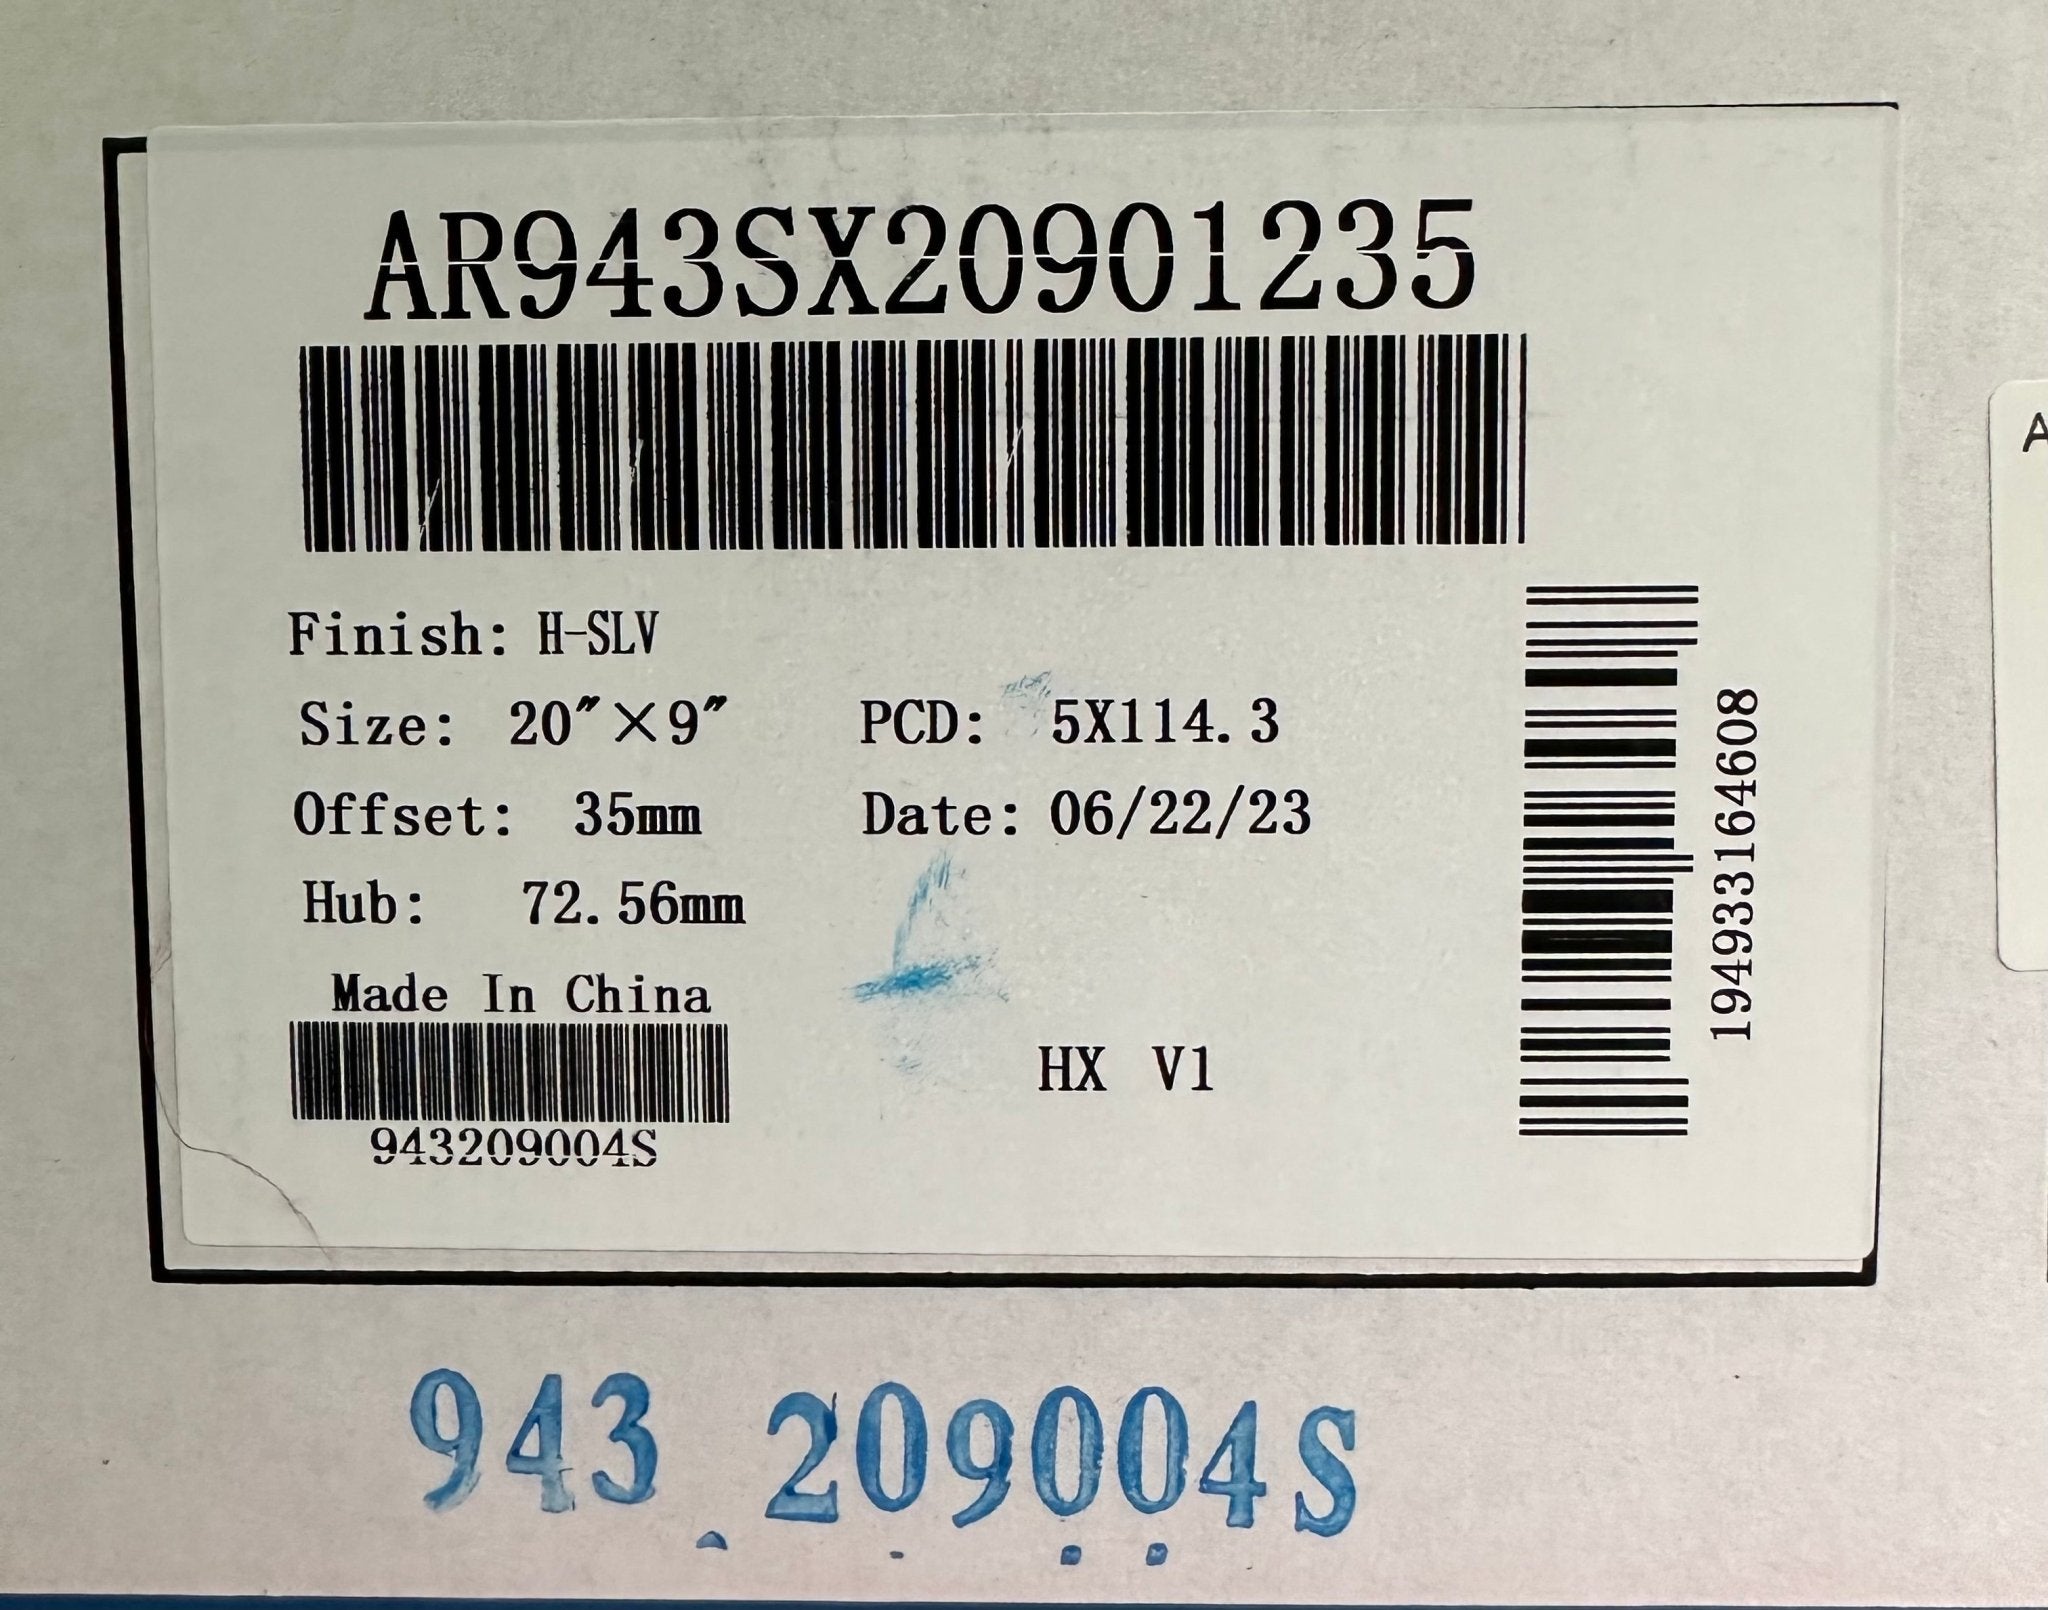 AR943SX20901235
Finish: H-SLV
Size: 20″×9″ PCD: 5X114.3
Offset: 35mm Date: 06/22/23
Hub: 72.56mm
Made In China
943209004S
HX V1
194933164608
943 209004S
A